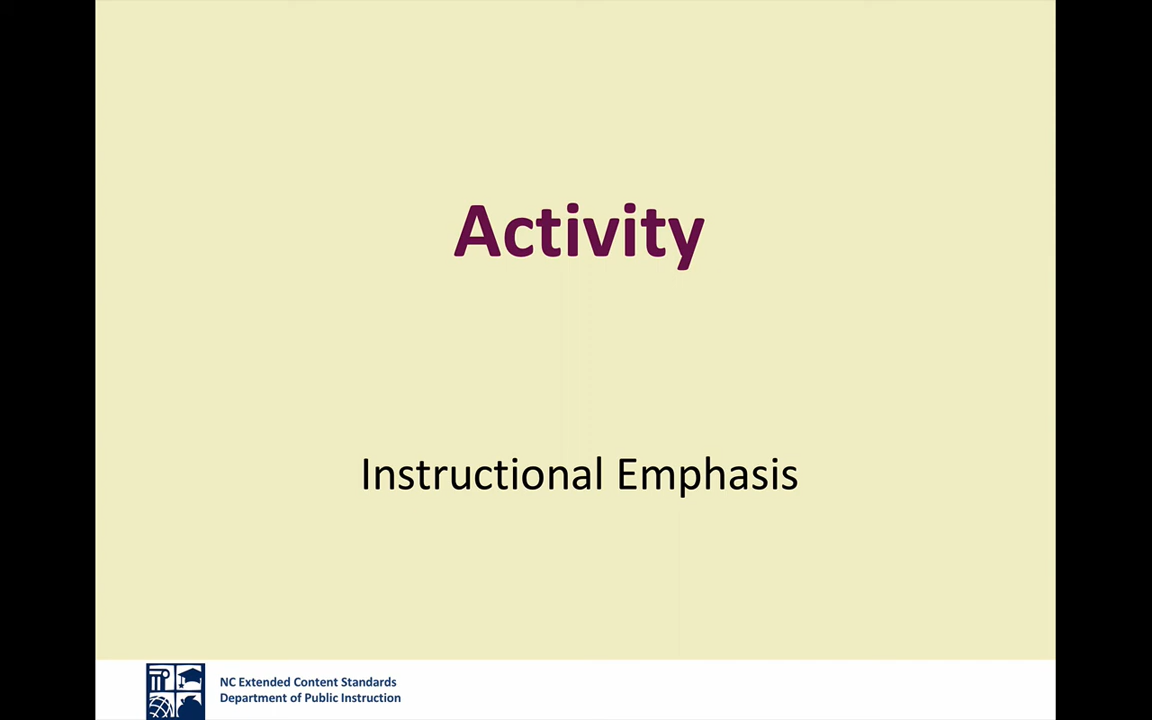 Activity
Instructional Emphasis
NC Extended Content Standards
Department of Public Instruction